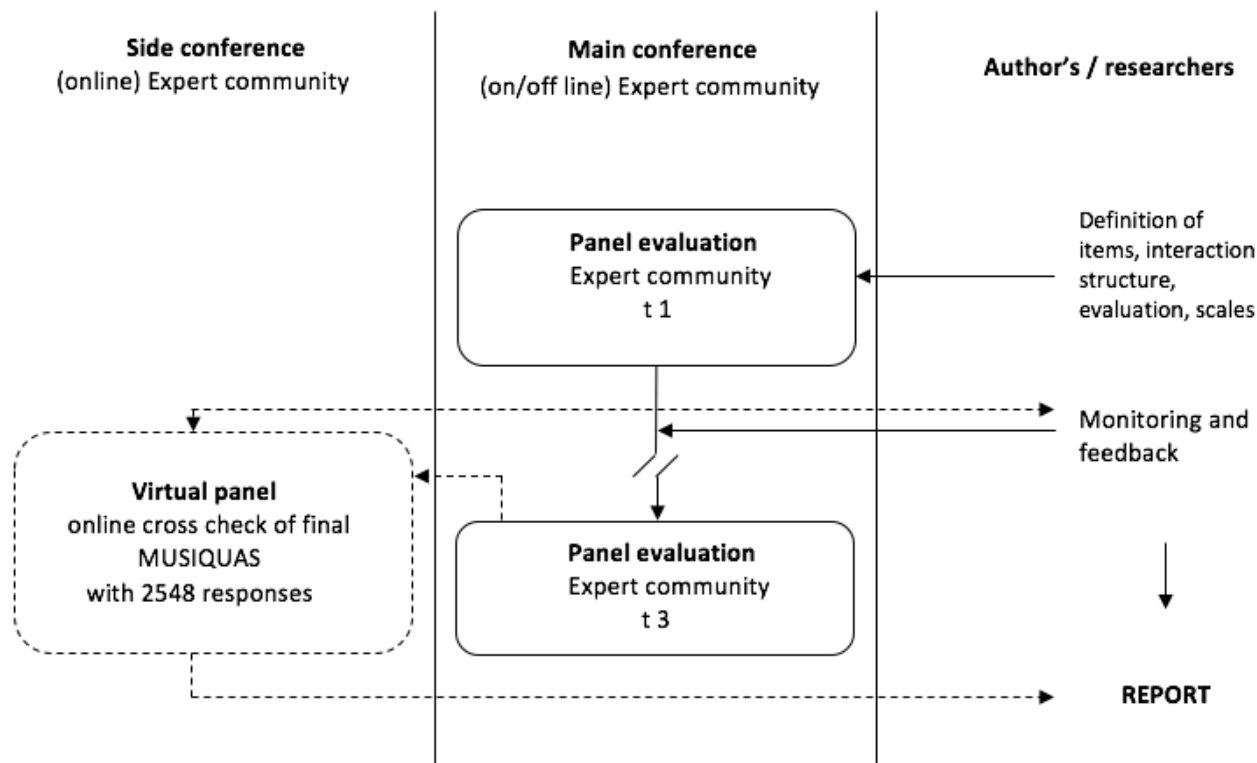 Side conference
(online) Expert community
Main conference
(on/off line) Expert community
Author's / researchers
Panel evaluation
Expert community
t 1
Definition of
items, interaction
structure,
evaluation, scales
Monitoring and
feedback
Virtual panel
online cross check of final
MUSIQUAS
with 2548 responses
Panel evaluation
Expert community
t 3
REPORT